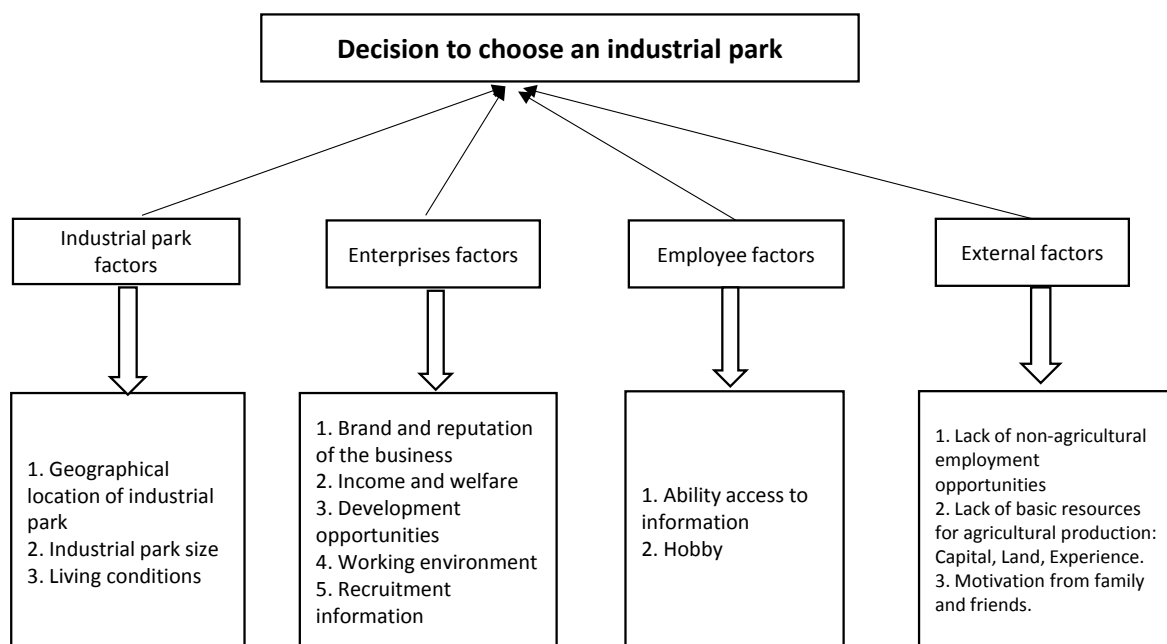 Decision to choose an industrial park
Industrial park
factors
Enterprises factors
Employee factors
External factors
1. Geographical
location of industrial
park
2. Industrial park size
3. Living conditions
1. Brand and reputation
of the business
2. Income and welfare
3. Development
opportunities
4. Working environment
5. Recruitment
information
1. Ability access to
information
2. Hobby
1. Lack of non-agricultural
employment
opportunities
2. Lack of basic resources
for agricultural production:
Capital, Land, Experience.
3. Motivation from family
and friends.